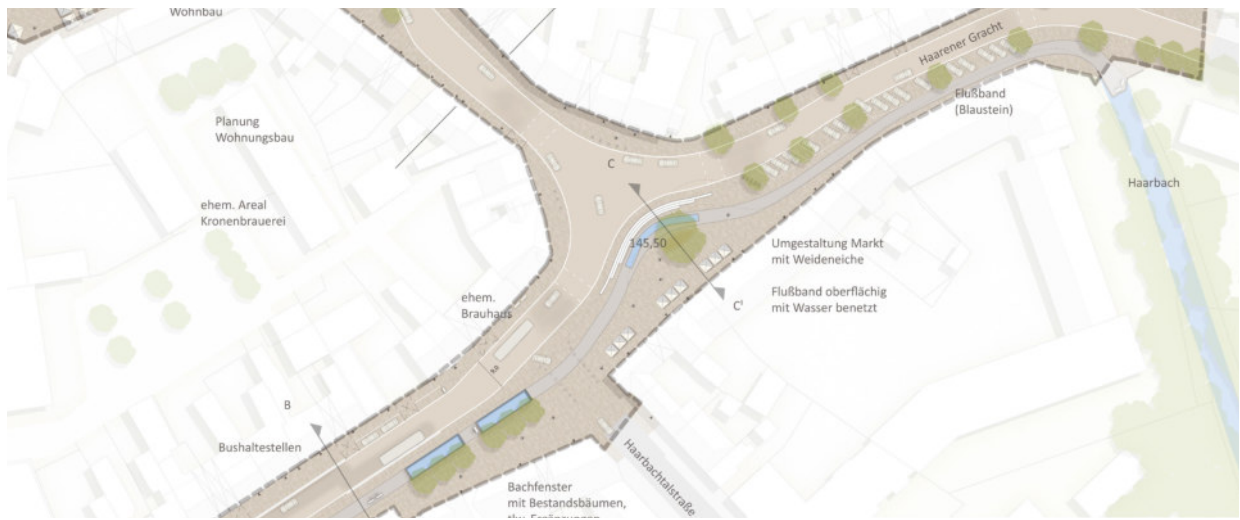 Wohnbau
Haarener Gracht
Flußband
(Blaustein)
Planung
Wohnungsbau
C
Haarbach
ehem. Areal
Kronenbrauerei
145,50
Umgestaltung Markt
mit Weideneiche
Flußband oberflächig
mit Wasser benetzt
C'
ehem.
Brauhaus
B
Bushaltestellen
Haarbachtalstraße
Bachfenster
mit Bestandsbäumen,